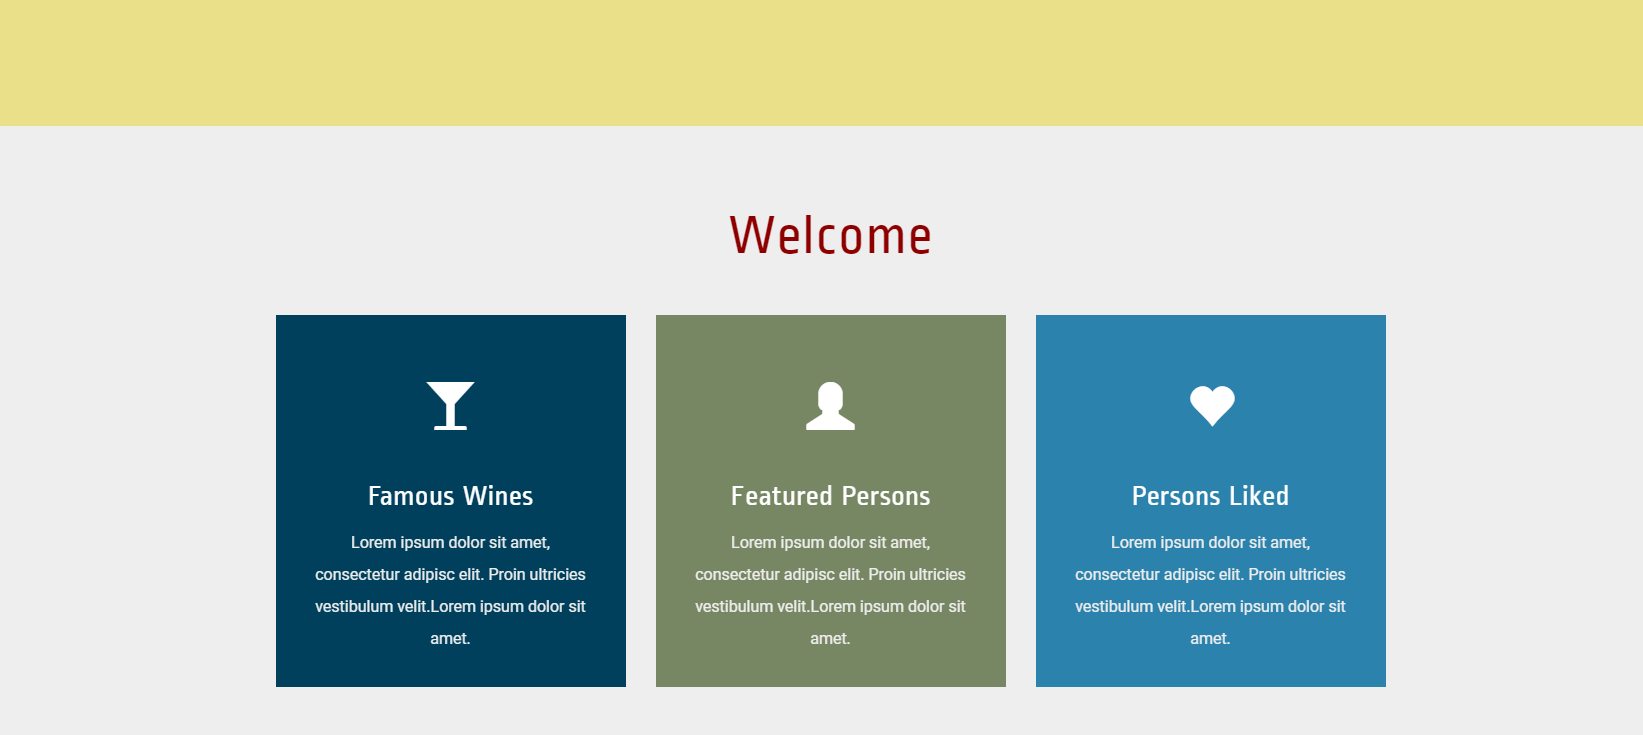 Welcome
Famous Wines
Lorem ipsum dolor sit amet,
consectetur adipisc elit. Proin ultricies
vestibulum velit.Lorem ipsum dolor sit
amet.
Featured Persons
Lorem ipsum dolor sit amet,
consectetur adipisc elit. Proin ultricies
vestibulum velit.Lorem ipsum dolor sit
amet.
Persons Liked
Lorem ipsum dolor sit amet,
consectetur adipisc elit. Proin ultricies
vestibulum velit.Lorem ipsum dolor sit
amet.